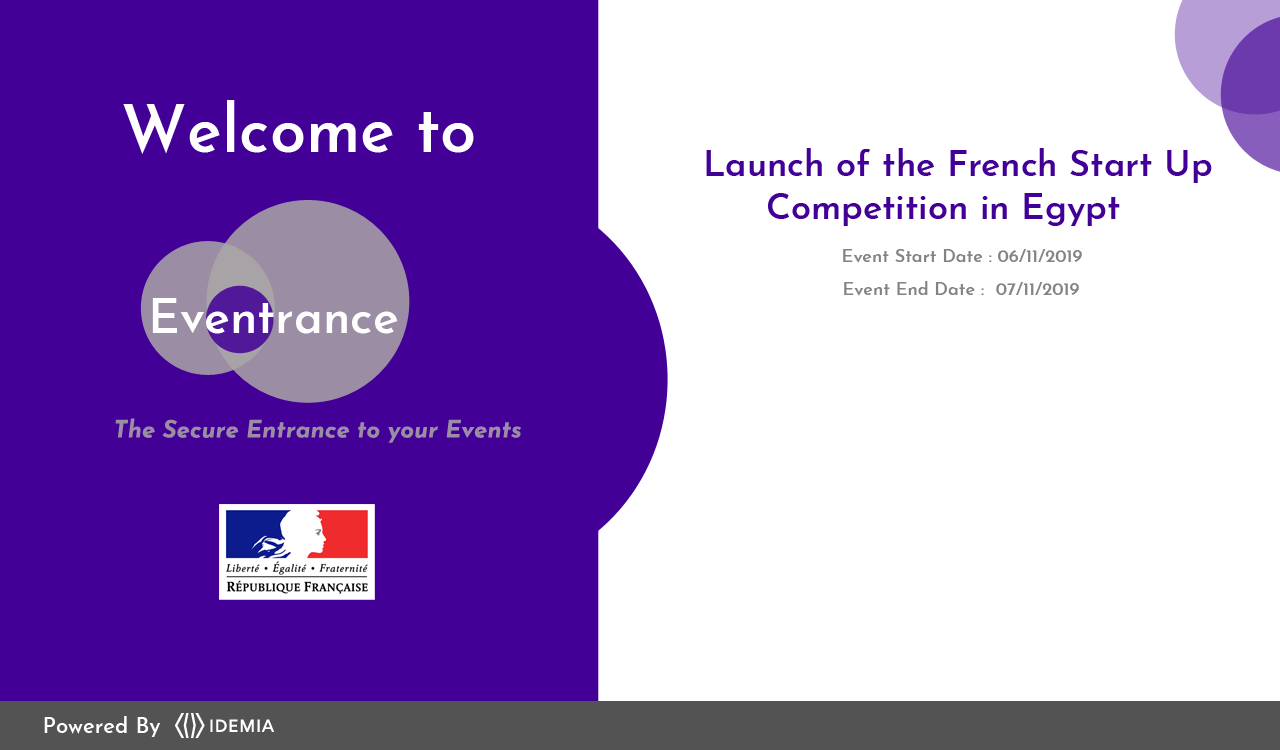 Welcome to
Eventrance
The Secure Entrance to your Events
Liberté • Égalité • Fraternité
RÉPUBLIQUE FRANÇAISE
Launch of the French Start Up
Competition in Egypt
Event Start Date : 06/11/2019
Event End Date : 07/11/2019
Powered By IDEMIA